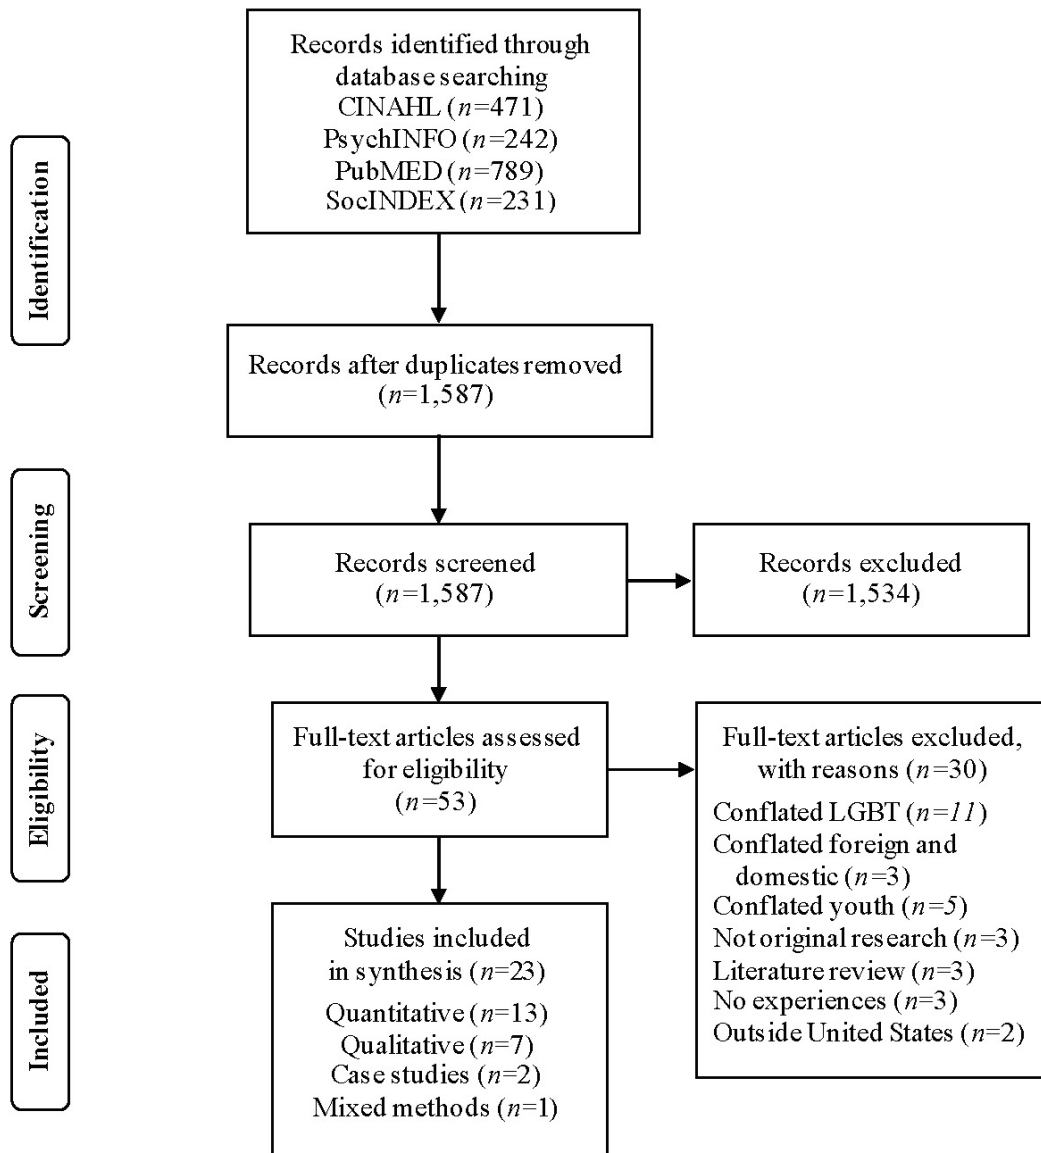 Records identified through
database searching
CINAHL (n=471)
PsychINFO (n=242)
PubMED (n=789)
SocINDEX (n=231)
Identification
Records after duplicates removed
(n=1,587)
Screening
Records screened
(n=1,587)
Records excluded
(n=1,534)
Eligibility
Full-text articles assessed
for eligibility
(n=53)
Full-text articles excluded,
with reasons (n=30)
Conflated LGBT (n=11)
Conflated foreign and
domestic (n=3)
Conflated youth (n=5)
Not original research (n=3)
Literature review (n=3)
No experiences (n=3)
Outside United States (n=2)
Included
Studies included
in synthesis (n=23)
Quantitative (n=13)
Qualitative (n=7)
Case studies (n=2)
Mixed methods (n=1)